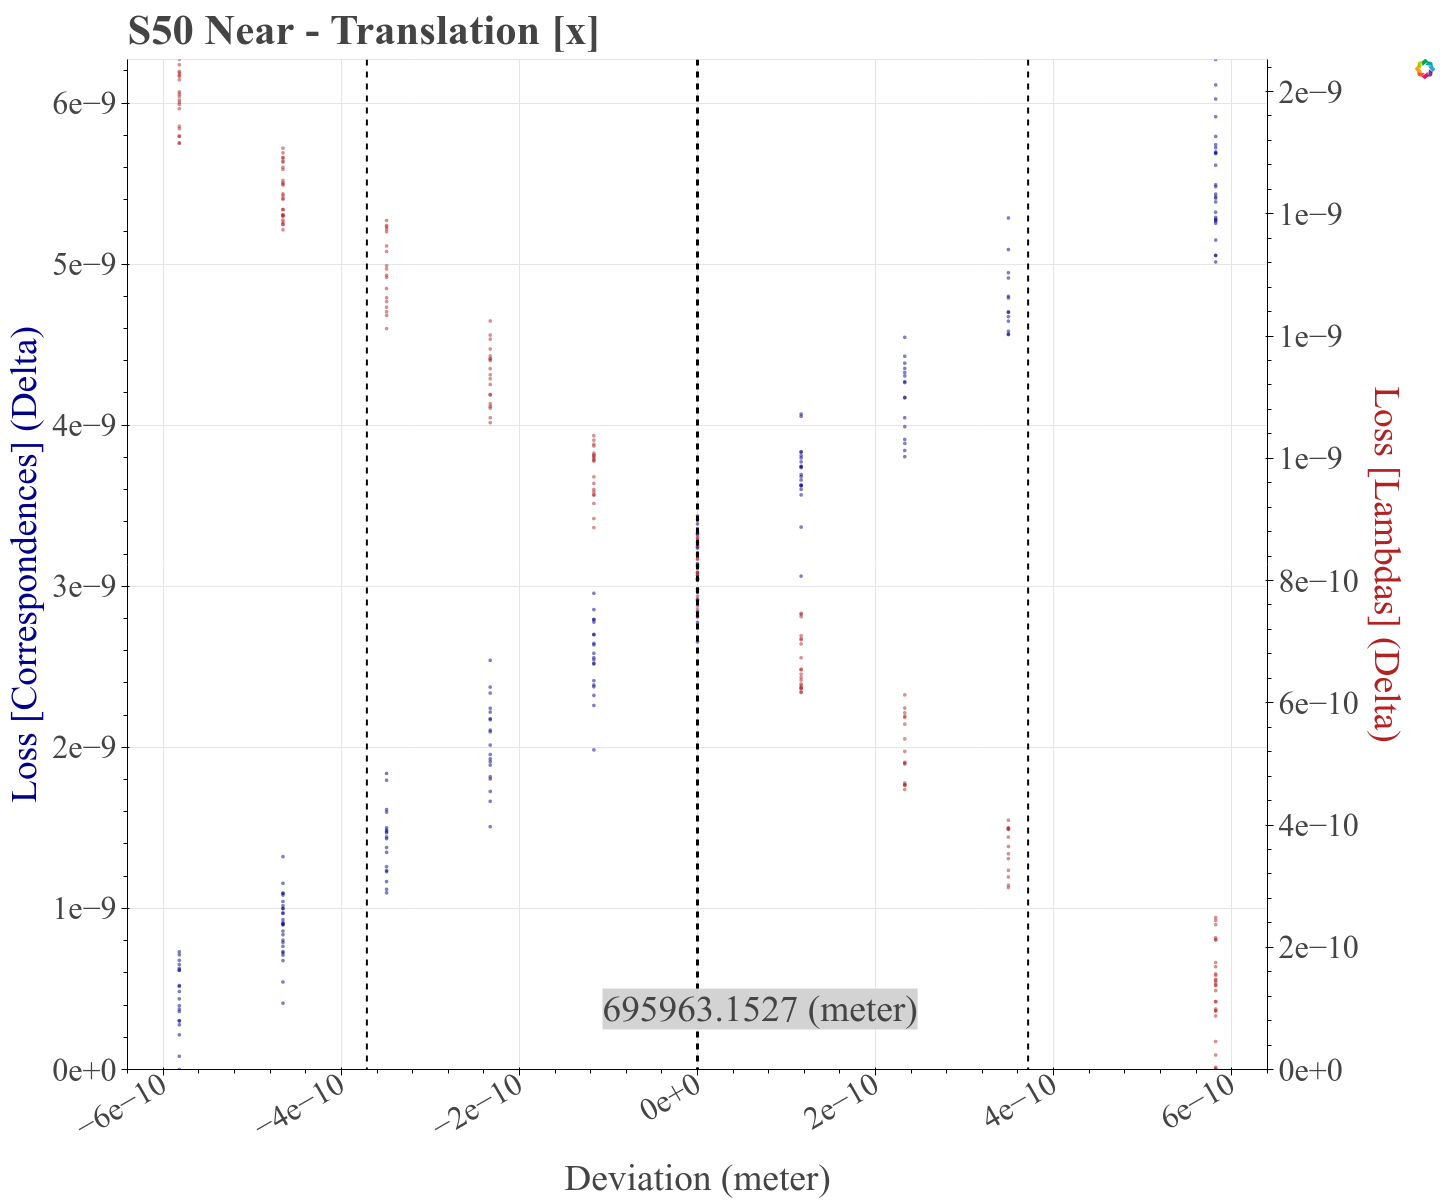 S50 Near - Translation [x]
6e−9
5e−9
4e−9
3e−9
2e−9
1e−9
0e+0
Loss [Correspondences] (Delta)
2e−9
1e−9
1e−9
1e−9
8e−10
6e−10
4e−10
2e−10
0e+0
Loss [Lambdas] (Delta)
695963.1527 (meter)
−6e−10
−4e−10
−2e−10
0e+0
2e−10
4e−10
6e−10
Deviation (meter)